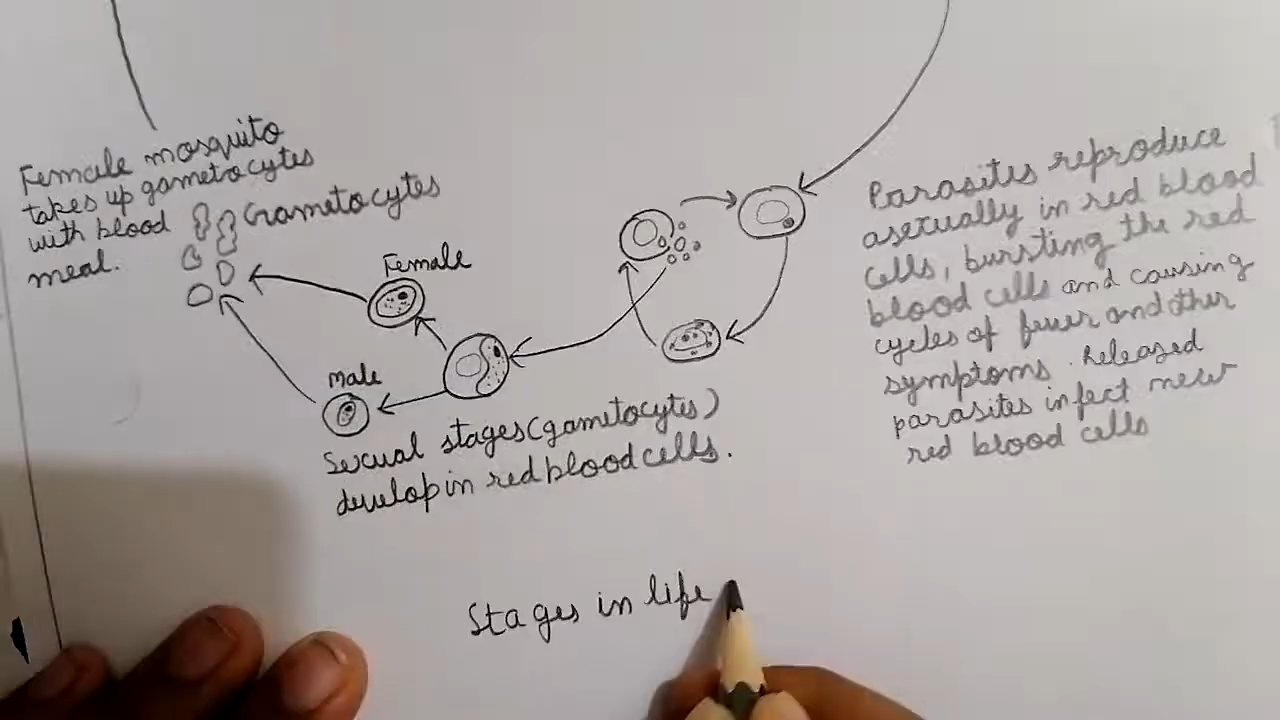 Female mosquito
takes up gametocytes
with blood
meal.
Gametocytes
Female
male
Sexual stages (gametocytes)
develop in red blood cells.
Parasites reproduce
asexually in red blood
cells, bursting the red
blood cells and causing
cycles of fever and other
symptoms. Released
parasites infect new
red blood cells
Stages in life